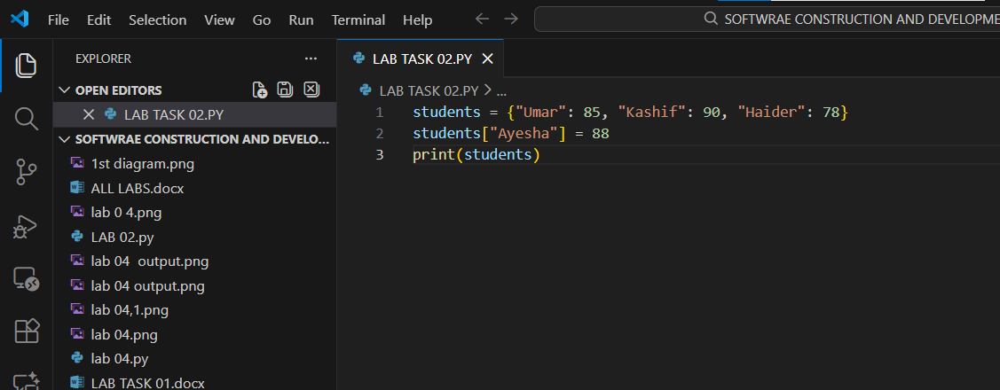 File Edit Selection View Go Run Terminal Help
SOFTWRAE CONSTRUCTION AND DEVELOPME
EXPLORER ...
OPEN EDITORS
LAB TASK 02.PY
SOFTWRAE CONSTRUCTION AND DEVELO...
1st diagram.png
ALL LABS.docx
lab 0 4.png
LAB 02.py
lab 04  output.png
lab 04 output.png
lab 04,1.png
lab 04.png
lab 04.py
LAB TASK 01.docx
LAB TASK 02.PY
LAB TASK 02.PY > ...
1 students = {"Umar": 85, "Kashif": 90, "Haider": 78}
2 students["Ayesha"] = 88
3 print(students)